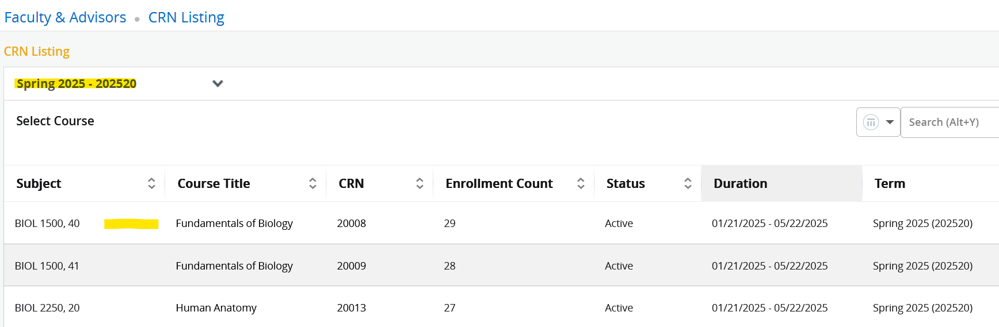 Faculty & Advisors • CRN Listing
CRN Listing
Spring 2025 - 202520
Select Course
Search (Alt+Y)
Subject Course Title CRN Enrollment Count Status Duration Term
BIOL 1500, 40 Fundamentals of Biology 20008 29 Active 01/21/2025 - 05/22/2025 Spring 2025 (202520)
BIOL 1500, 41 Fundamentals of Biology 20009 28 Active 01/21/2025 - 05/22/2025 Spring 2025 (202520)
BIOL 2250, 20 Human Anatomy 20013 27 Active 01/21/2025 - 05/22/2025 Spring 2025 (202520)